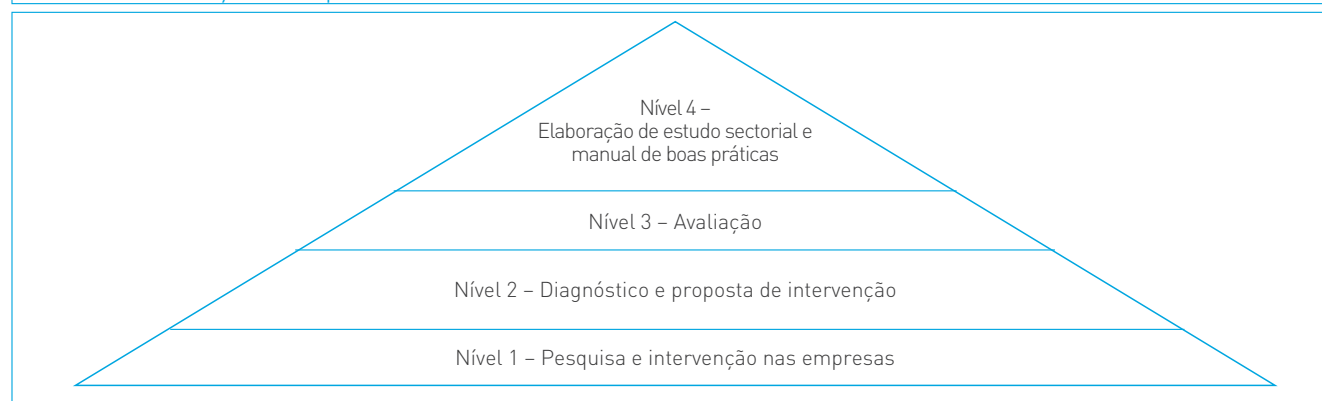 Nível 4 –
Elaboração de estudo sectorial e
manual de boas práticas
Nível 3 – Avaliação
Nível 2 – Diagnóstico e proposta de intervenção
Nível 1 – Pesquisa e intervenção nas empresas